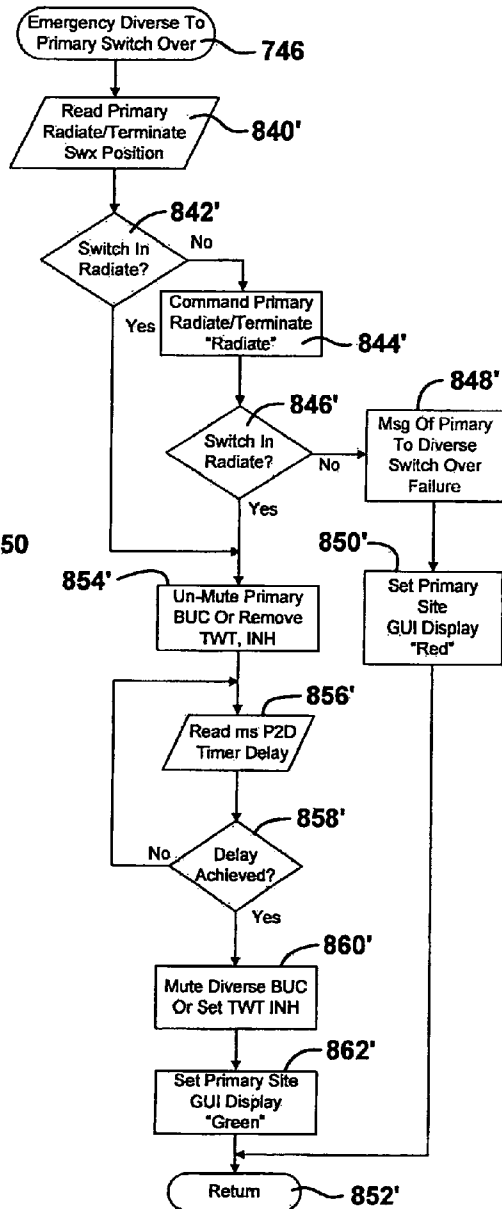 Emergency Diverse To
Primary Switch Over
746
Read Primary
Radiate/Terminate
Swx Position
840'
842'
Switch In
Radiate?
No
Yes
Command Primary
Radiate/Terminate
"Radiate"
844'
846'
Switch In
Radiate?
No
Yes
848'
Msg Of Pimary
To Diverse
Switch Over
Failure
50
850'
Set Primary
Site
GUI Display
"Red"
854'
Un-Mute Primary
BUC Or Remove
TWT, INH
856'
Read ms P2D
Timer Delay
858'
Delay
Achieved?
No
Yes
860'
Mute Diverse BUC
Or Set TWT INH
862'
Set Primary Site
GUI Display
"Green"
Return
852'